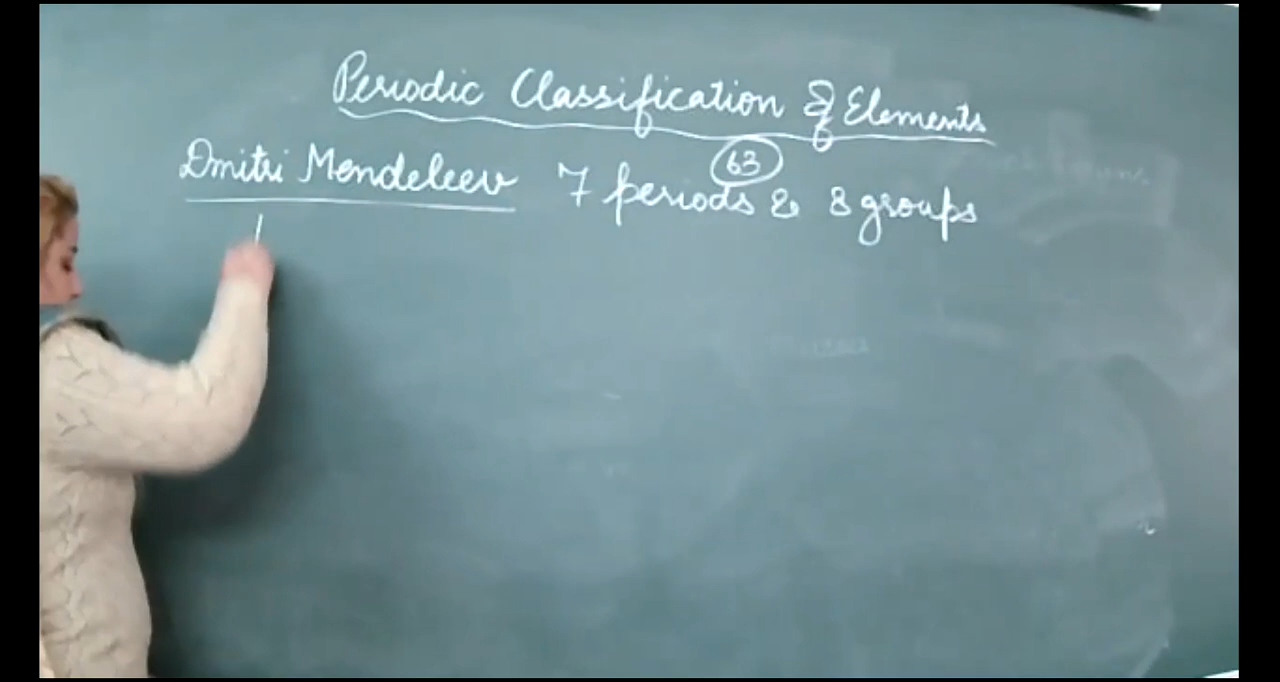 Periodic Classification of Elements
Dmitri Mendeleev 7 periods & 8 groups
63